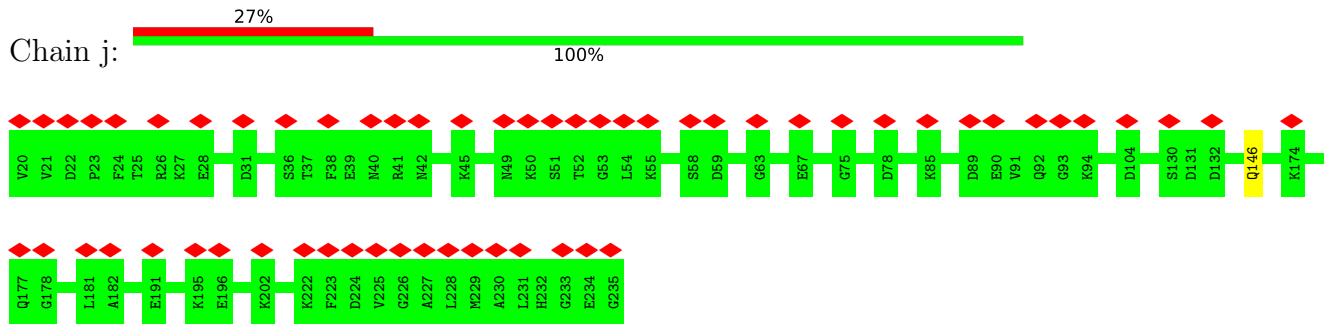 27%
Chain j:
100%
V20 V21 D22 P23 F24 T25 R26 K27 E28 D31 S36 T37 F38 E39 N40 R41 N42 K45 N49 K50 S51 T52 G53 L54 K55 S58 D59 G63 E67 G75 D78 K85 D89 E90 V91 Q92 G93 K94 D104 S130 D131 D132 Q146 K174
Q177 G178 L181 A182 E191 K195 E196 K202 K222 F223 D224 V225 G226 A227 L228 M229 A230 L231 H232 G233 E234 G235